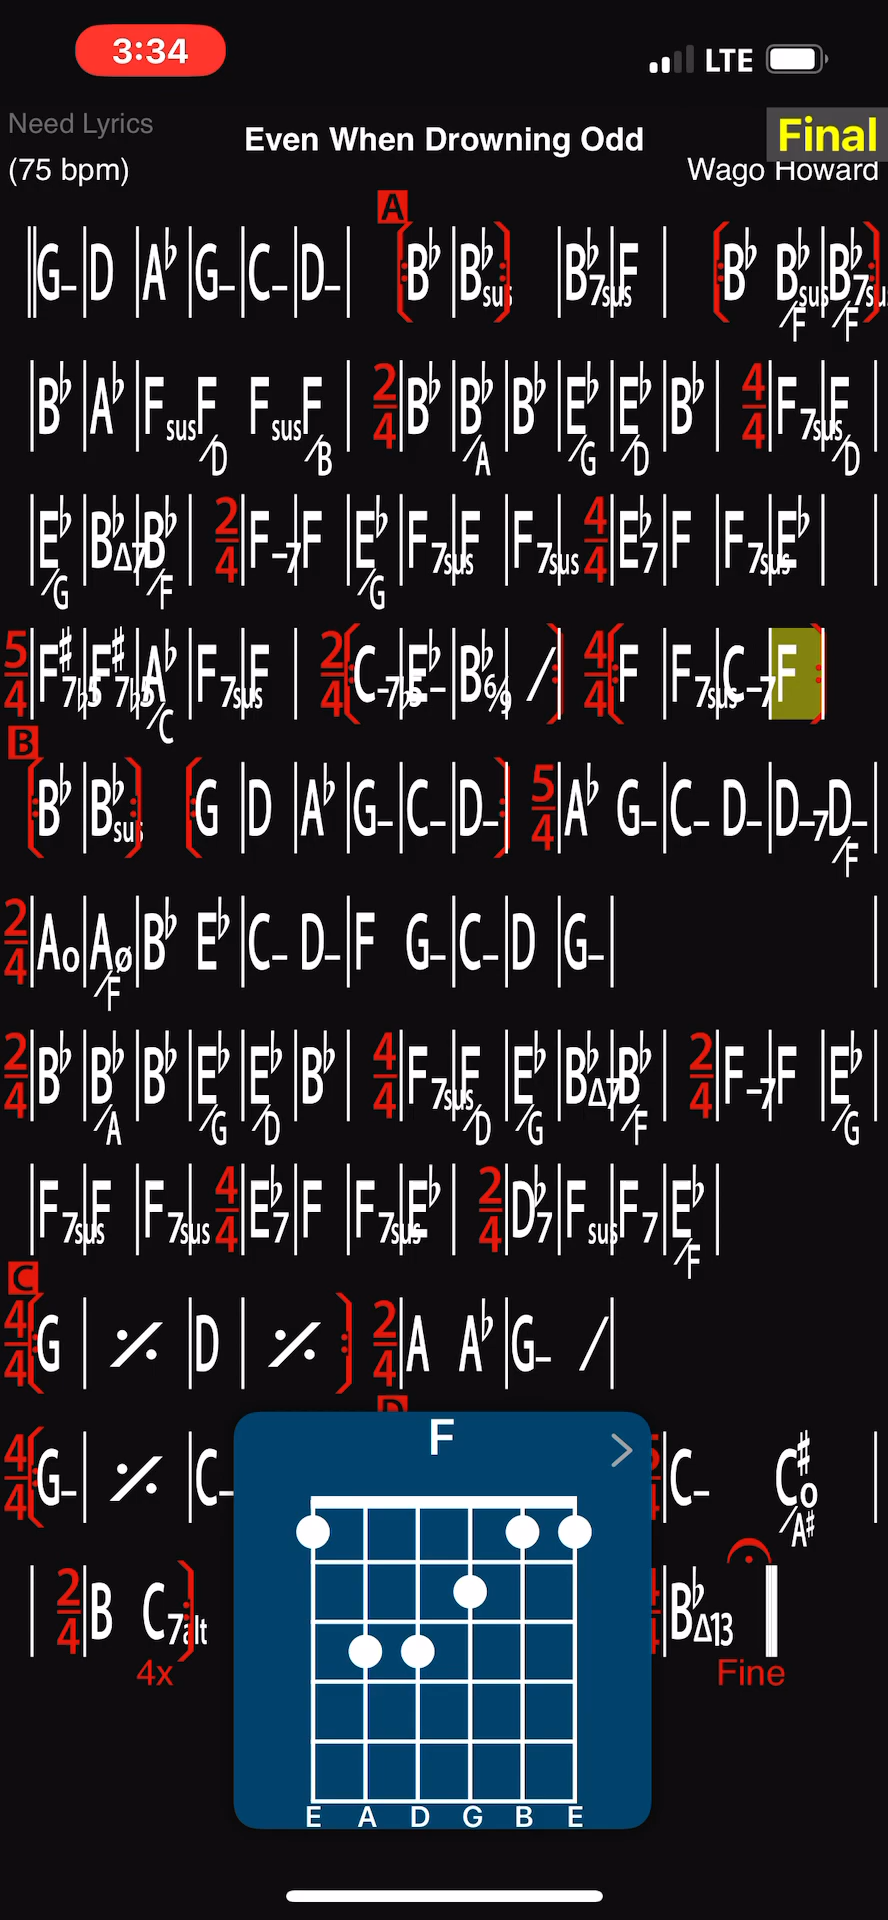 3:34 LTE
Need Lyrics Even When Drowning Odd Final
(75 bpm) Wago Howard
A
G– D A♭ G– C– D– B♭ B♭sus B♭7sus F B♭ B♭sus/F B♭7sus/F
B♭ A♭ Fsus F/D Fsus F/B 2/4 B♭ B♭/A B♭ E♭/G E♭/D B♭ 4/4 F7sus F/D
E♭/G B♭Δ7 B♭/F 2/4 F–7 F E♭/G F7sus F F7sus 4/4 E♭7 F F7sus E♭
5/4 F♯7♭5 F♯7♭5 A♭/C F7sus F 2/4 C–7♭5 E♭– B♭6/9 / 4/4 F F7sus C–7 F
B
B♭ B♭sus G D A♭ G– C– D– 5/4 A♭ G– C– D– D–7 D–/F
2/4 Ao Aø/F B♭ E♭ C– D– F G– C– D G–
2/4 B♭ B♭/A B♭ E♭/G E♭/D B♭ 4/4 F7sus F/D E♭/G B♭Δ7 B♭/F 2/4 F–7 F E♭/G
F7sus F F7sus 4/4 E♭7 F F7sus E♭ 2/4 D♭7 Fsus F7 E♭/F
C
4/4 G % D % 2/4 A A♭ G– /
4/4 G– % C– C– C♯o/A♯
2/4 B C7alt B♭Δ13
4x Fine
F
E A D G B E